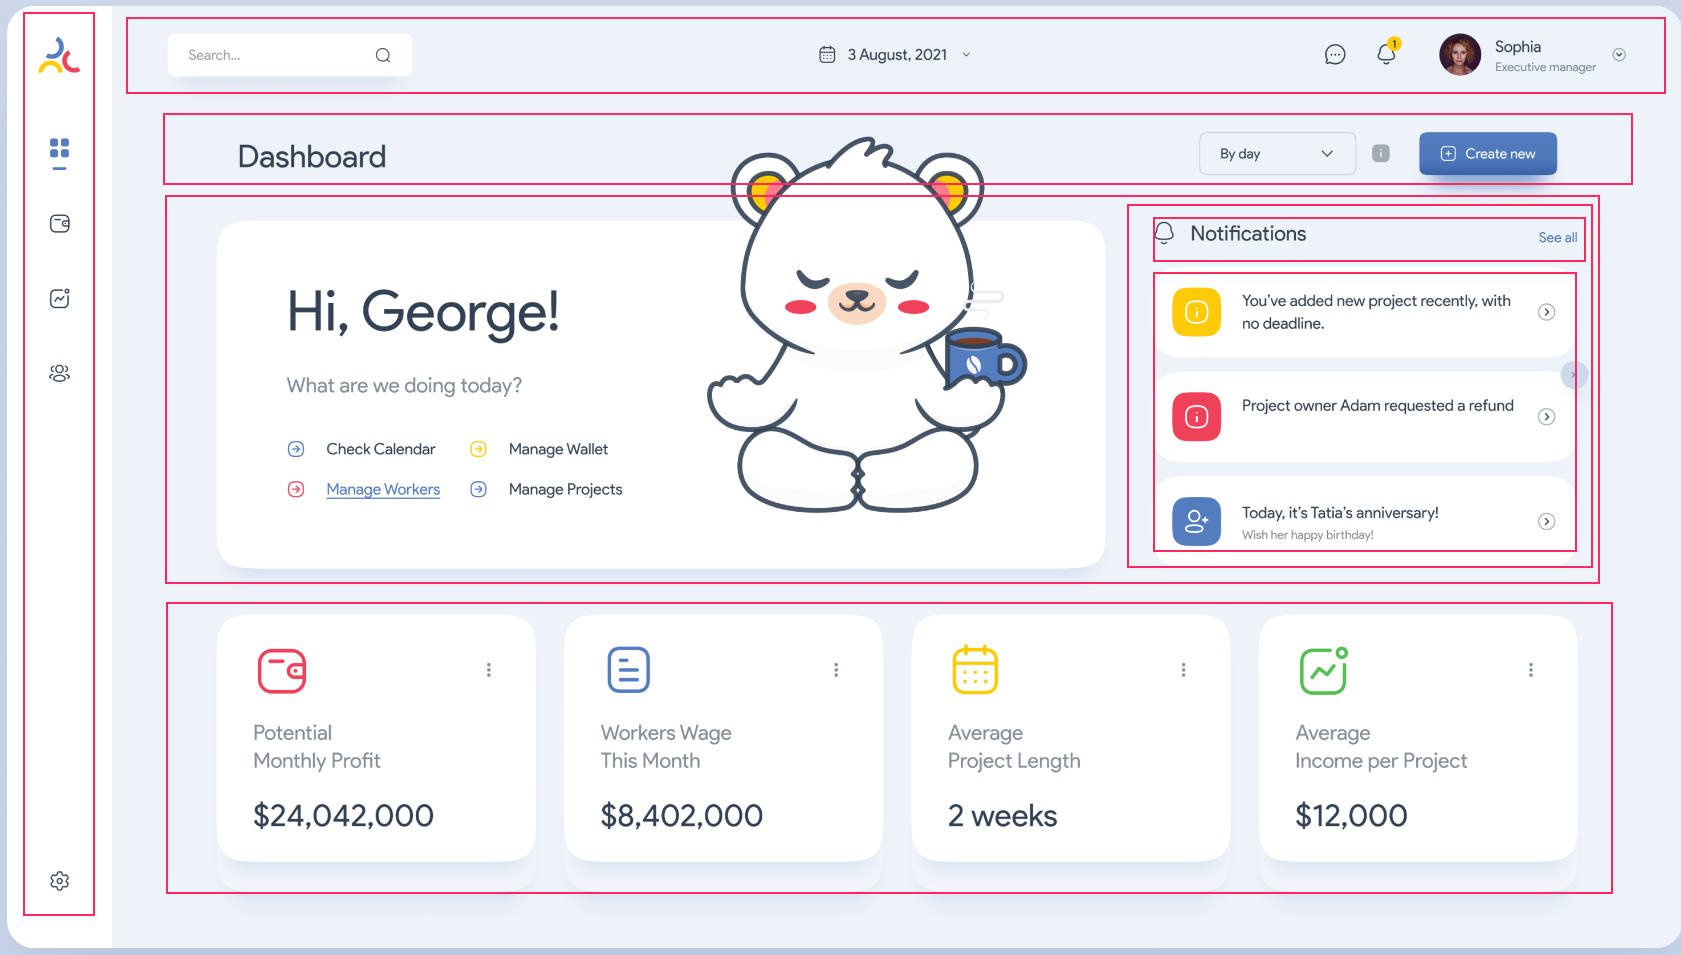 Search...
3 August, 2021
1
Sophia
Executive manager
Dashboard
By day
Create new
Hi, George!
What are we doing today?
Check Calendar
Manage Wallet
Manage Workers
Manage Projects
Notifications
See all
You’ve added new project recently, with
no deadline.
Project owner Adam requested a refund
Today, it’s Tatia’s anniversary!
Wish her happy birthday!
Potential
Monthly Profit
$24,042,000
Workers Wage
This Month
$8,402,000
Average
Project Length
2 weeks
Average
Income per Project
$12,000